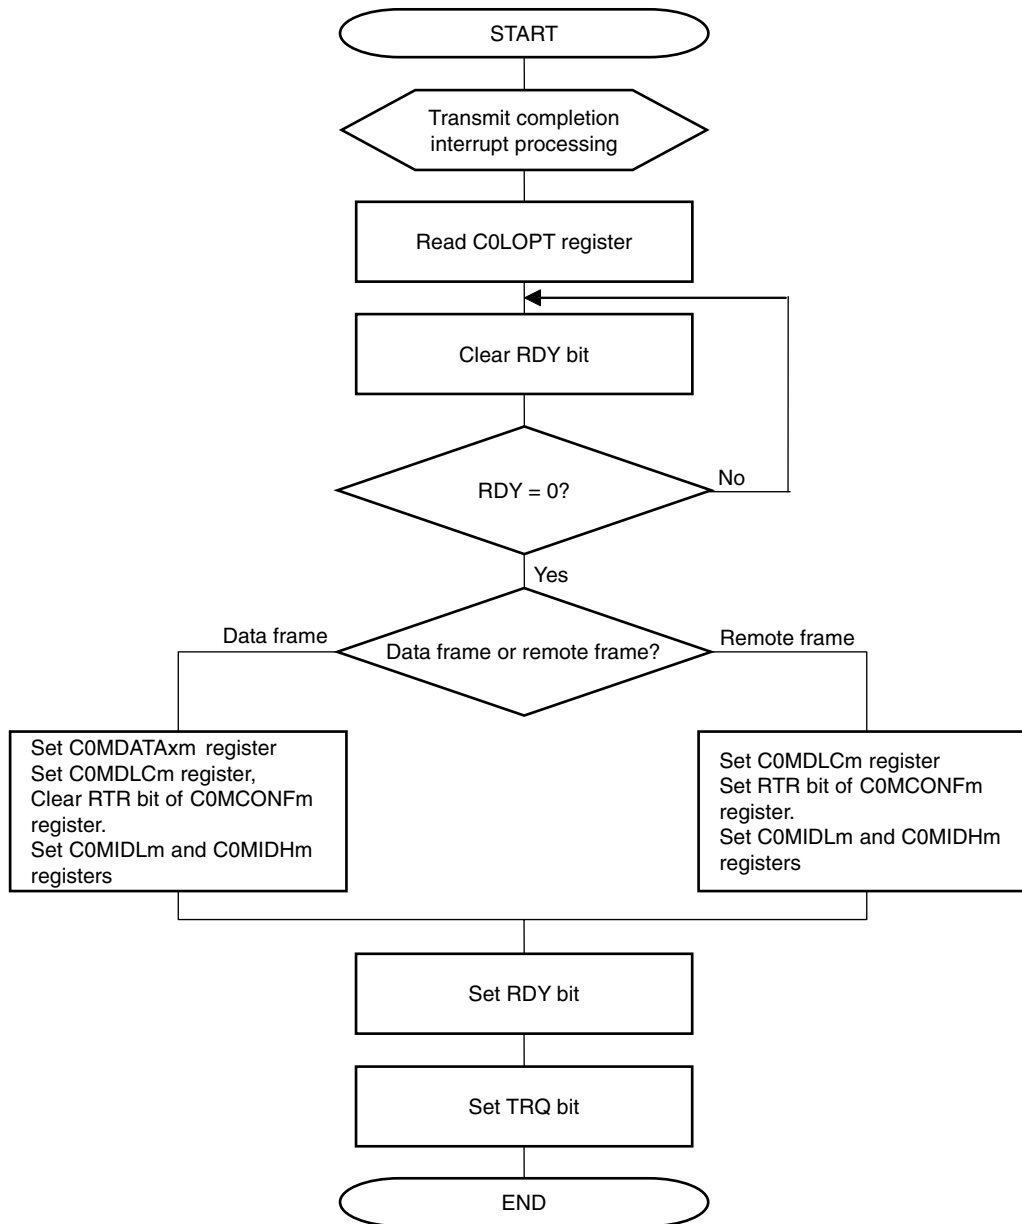 START
Transmit completion
interrupt processing
Read C0LOPT register
Clear RDY bit
RDY = 0?
No
Yes
Data frame or remote frame?
Data frame
Remote frame
Set C0MDATAxm register
Set C0MDLCm register,
Clear RTR bit of C0MCONFm
register.
Set C0MIDLm and C0MIDHm
registers
Set C0MDLCm register
Set RTR bit of C0MCONFm
register.
Set C0MIDLm and C0MIDHm
registers
Set RDY bit
Set TRQ bit
END